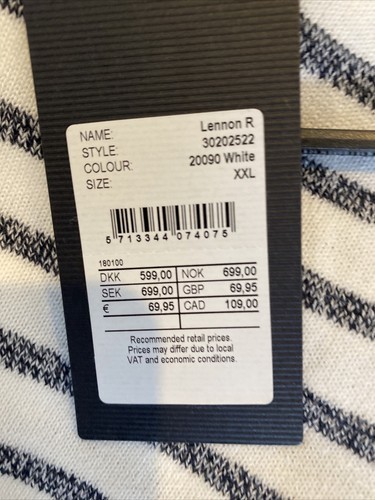 NAME: Lennon R
STYLE: 30202522
COLOUR: 20090 White
SIZE: XXL
5 713344 074075
180100
DKK 599,00 NOK 699,00
SEK 699,00 GBP 69,95
€ 69,95 CAD 109,00
Recommended retail prices.
Prices may differ due to local
VAT and economic conditions.